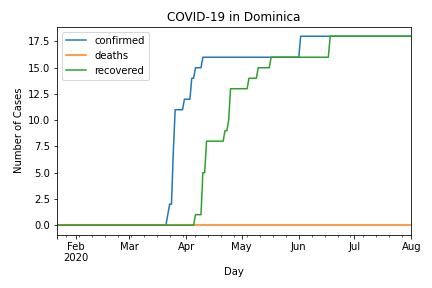 COVID-19 in Dominica
confirmed
deaths
recovered
Number of Cases
17.5
15.0
12.5
10.0
7.5
5.0
2.5
0.0
Feb
2020
Mar
Apr
May
Jun
Jul
Aug
Day